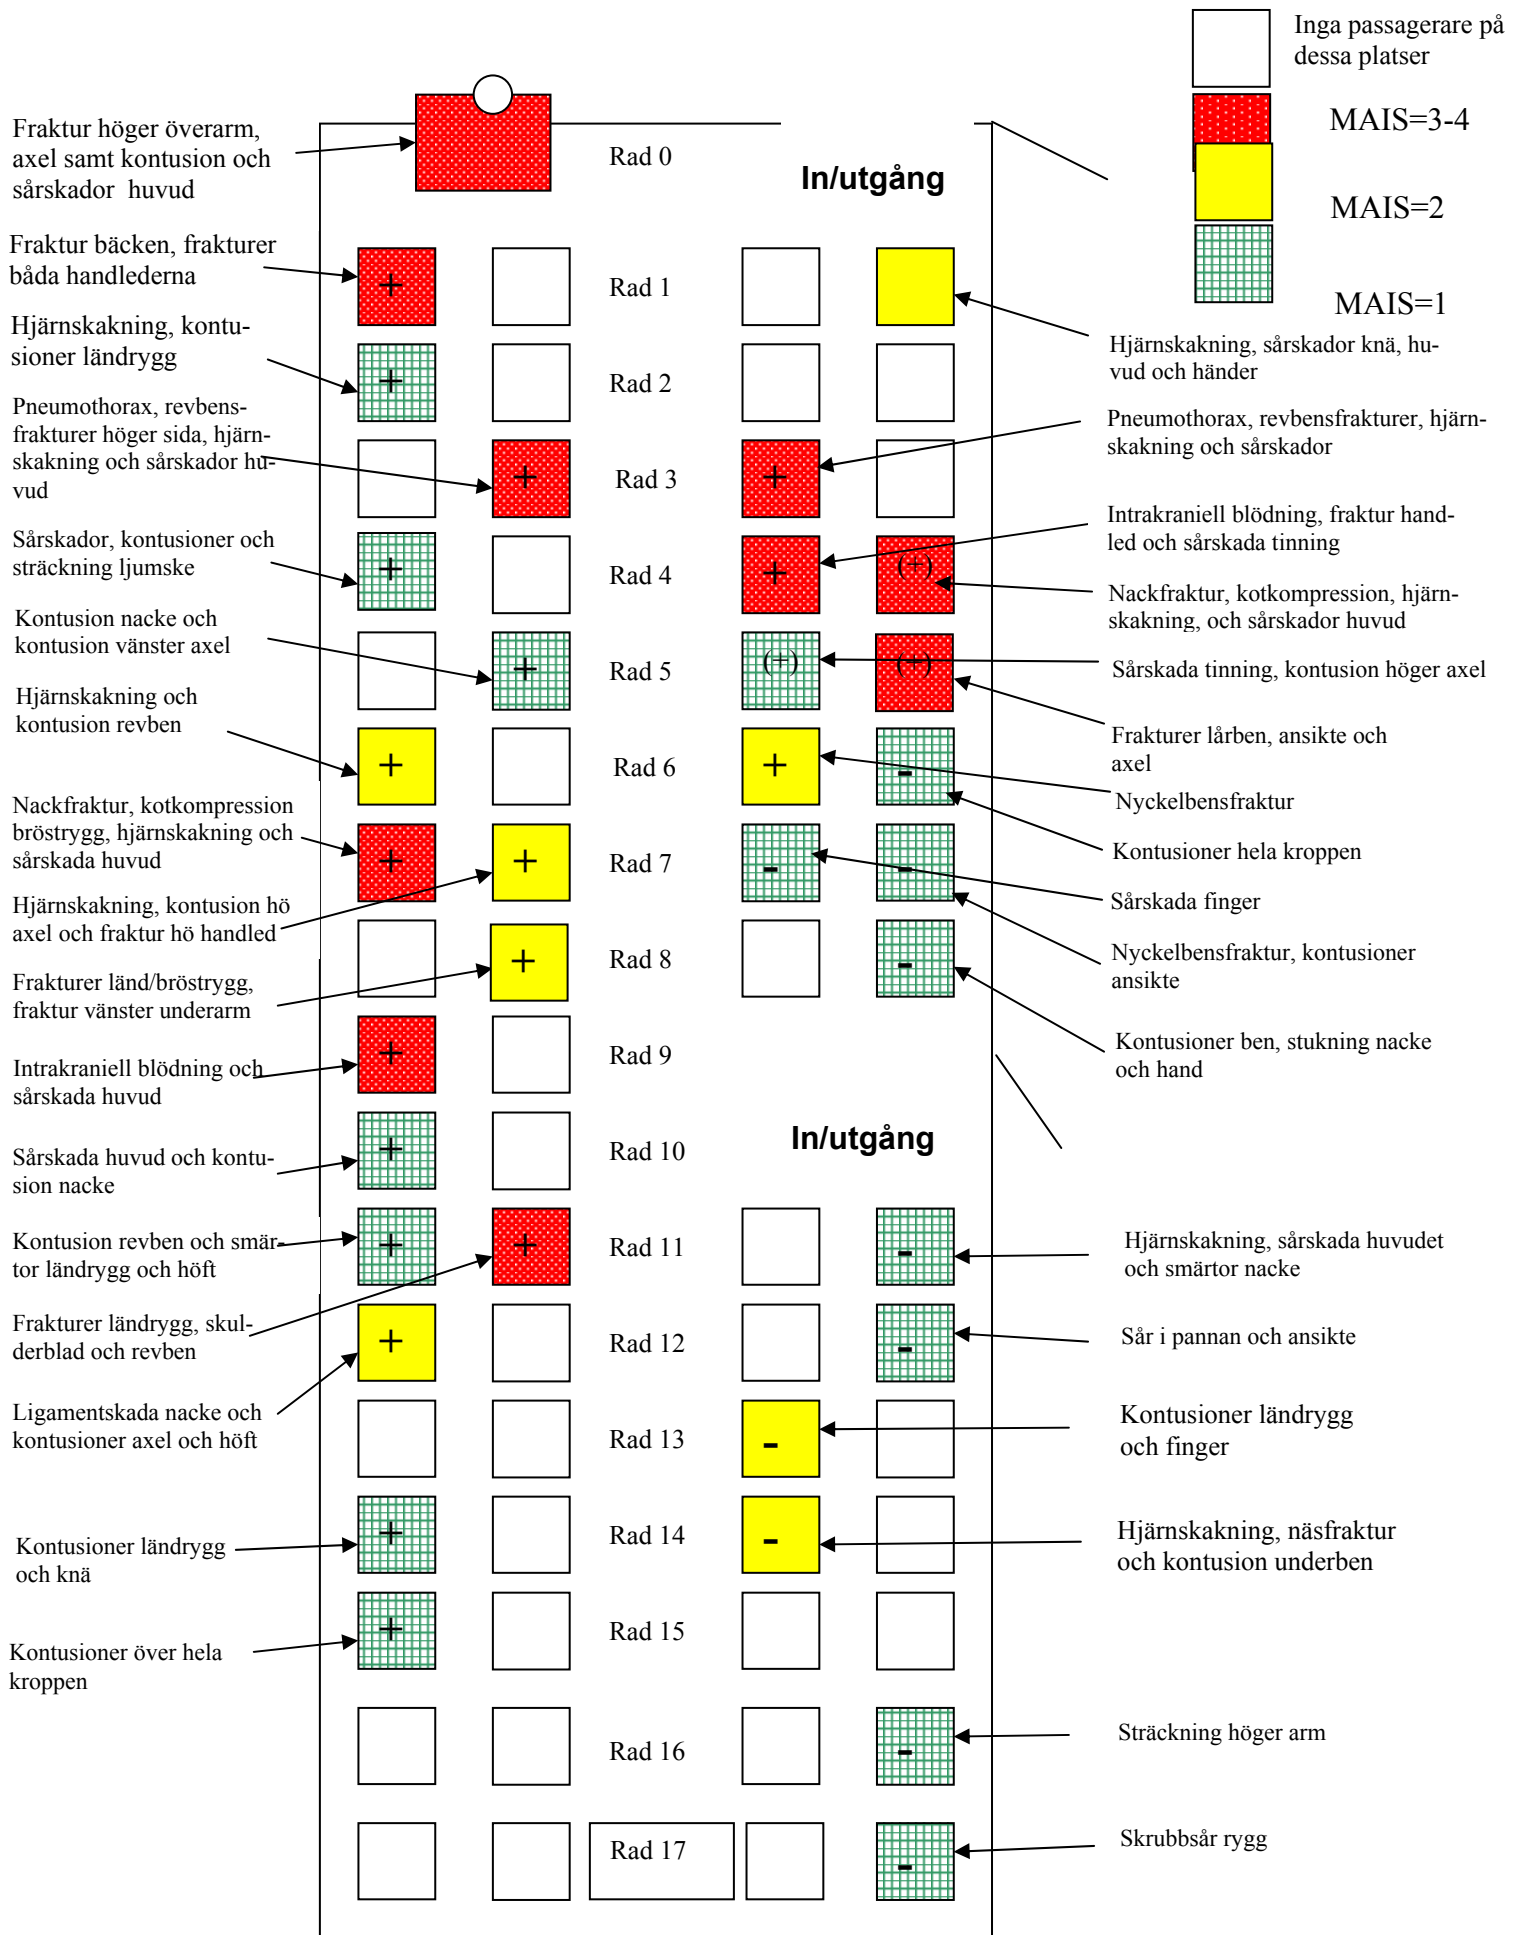 Inga passagerare på
dessa platser
MAIS=3-4
MAIS=2
MAIS=1
Fraktur höger överarm,
axel samt kontusion och
sårskador huvud
Fraktur bäcken, frakturer
båda handlederna
Hjärnskakning, kontu-
sioner ländrygg
Pneumothorax, revbens-
frakturer höger sida, hjärn-
skakning och sårskador hu-
vud
Sårskador, kontusioner och
sträckning ljumske
Kontusion nacke och
kontusion vänster axel
Hjärnskakning och
kontusion revben
Nackfraktur, kotkompression
bröstrygg, hjärnskakning och
sårskada huvud
Hjärnskakning, kontusion hö
axel och fraktur hö handled
Frakturer länd/bröstrygg,
fraktur vänster underarm
Intrakraniell blödning och
sårskada huvud
Sårskada huvud och kontu-
sion nacke
Kontusion revben och smär-
tor ländrygg och höft
Frakturer ländrygg, skul-
derblad och revben
Ligamentskada nacke och
kontusioner axel och höft
Kontusioner ländrygg
och knä
Kontusioner över hela
kroppen
Rad 0
In/utgång
+ Rad 1
+ Rad 2
+ Rad 3 +
+ Rad 4 + (+)
+ Rad 5 (+) (+)
+ Rad 6 + -
+ + Rad 7 - -
+ Rad 8 -
+ Rad 9
+ Rad 10
In/utgång
+ + Rad 11 -
+ Rad 12 -
Rad 13 -
+ Rad 14 -
+ Rad 15
Rad 16 -
Rad 17 -
Hjärnskakning, sårskador knä, hu-
vud och händer
Pneumothorax, revbensfrakturer, hjärn-
skakning och sårskador
Intrakraniell blödning, fraktur hand-
led och sårskada tinning
Nackfraktur, kotkompression, hjärn-
skakning, och sårskador huvud
Sårskada tinning, kontusion höger axel
Frakturer lårben, ansikte och
axel
Nyckelbensfraktur
Kontusioner hela kroppen
Sårskada finger
Nyckelbensfraktur, kontusioner
ansikte
Kontusioner ben, stukning nacke
och hand
Hjärnskakning, sårskada huvudet
och smärtor nacke
Sår i pannan och ansikte
Kontusioner ländrygg
och finger
Hjärnskakning, näsfraktur
och kontusion underben
Sträckning höger arm
Skrubbsår rygg